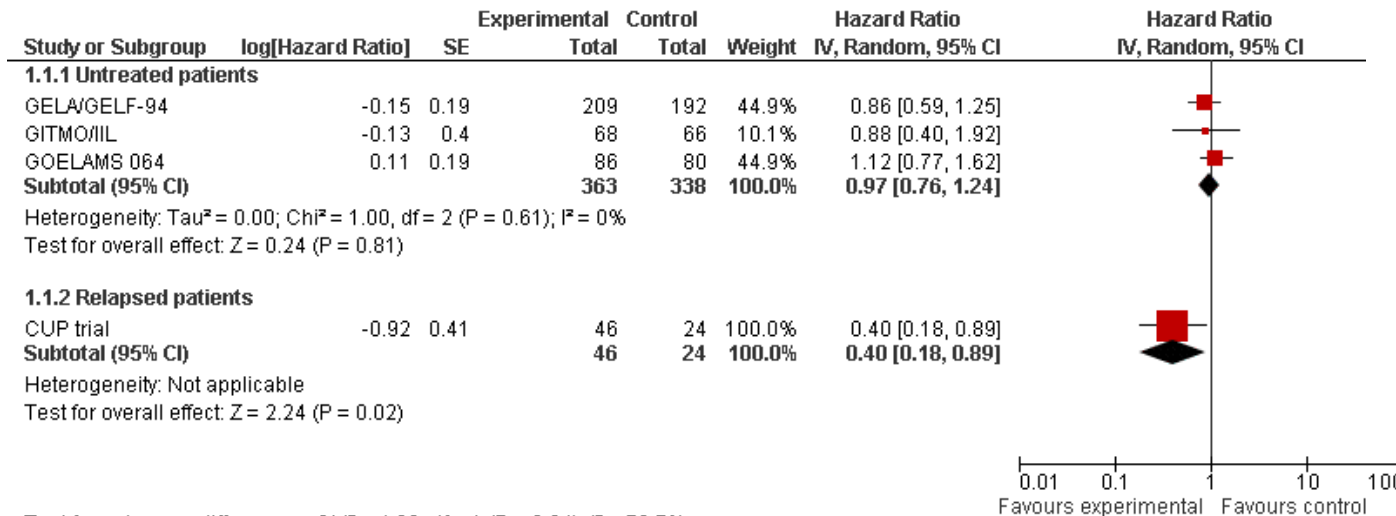 Experimental Control Hazard Ratio Hazard Ratio
Study or Subgroup log[Hazard Ratio] SE Total Total Weight IV, Random, 95% CI IV, Random, 95% CI
1.1.1 Untreated patients
GELA/GELF-94 -0.15 0.19 209 192 44.9% 0.86 [0.59, 1.25]
GITMO/IIL -0.13 0.4 68 66 10.1% 0.88 [0.40, 1.92]
GOELAMS 064 0.11 0.19 86 80 44.9% 1.12 [0.77, 1.62]
Subtotal (95% CI) 363 338 100.0% 0.97 [0.76, 1.24]
Heterogeneity: Tau² = 0.00; Chi² = 1.00, df = 2 (P = 0.61); I² = 0%
Test for overall effect: Z = 0.24 (P = 0.81)
1.1.2 Relapsed patients
CUP trial -0.92 0.41 46 24 100.0% 0.40 [0.18, 0.89]
Subtotal (95% CI) 46 24 100.0% 0.40 [0.18, 0.89]
Heterogeneity: Not applicable
Test for overall effect: Z = 2.24 (P = 0.02)
0.01 0.1 1 10 100
Favours experimental Favours control